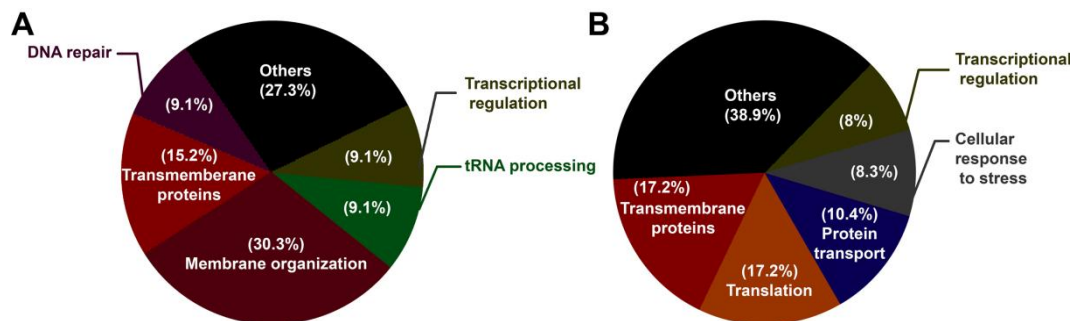 A
DNA repair
(9.1%)
Others
(27.3%)
Transcriptional
regulation
(9.1%)
tRNA processing
(9.1%)
(15.2%)
Transmemberane
proteins
(30.3%)
Membrane organization
B
Others
(38.9%)
Transcriptional
regulation
(8%)
Cellular
response
to stress
(8.3%)
(10.4%)
Protein
transport
(17.2%)
Transmembrane
proteins
(17.2%)
Translation